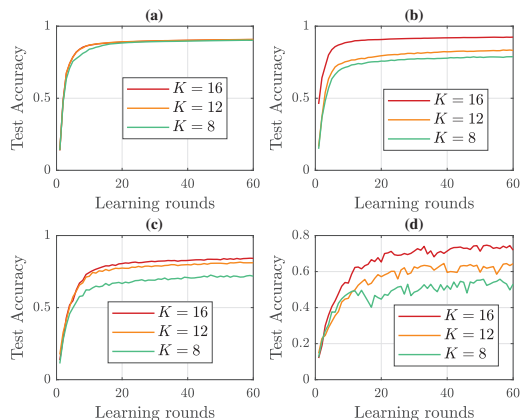 (a)
Test Accuracy
1
0.5
0
K = 16
K = 12
K = 8
0
20
40
60
Learning rounds
(b)
Test Accuracy
1
0.5
0
K = 16
K = 12
K = 8
0
20
40
60
Learning rounds
(c)
Test Accuracy
1
0.5
0
K = 16
K = 12
K = 8
0
20
40
60
Learning rounds
(d)
Test Accuracy
0.8
0.6
0.4
0.2
0
K = 16
K = 12
K = 8
0
20
40
60
Learning rounds